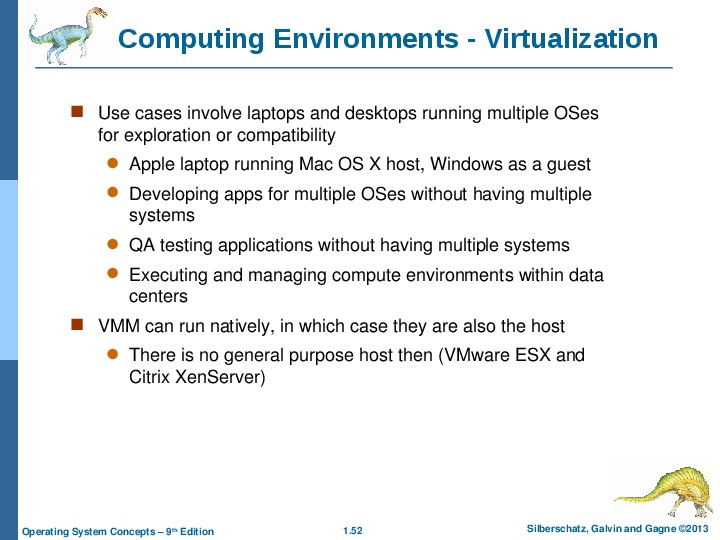 Computing Environments - Virtualization
Use cases involve laptops and desktops running multiple OSes
for exploration or compatibility
Apple laptop running Mac OS X host, Windows as a guest
Developing apps for multiple OSes without having multiple
systems
QA testing applications without having multiple systems
Executing and managing compute environments within data
centers
VMM can run natively, in which case they are also the host
There is no general purpose host then (VMware ESX and
Citrix XenServer)
Operating System Concepts – 9th Edition
1.52
Silberschatz, Galvin and Gagne ©2013